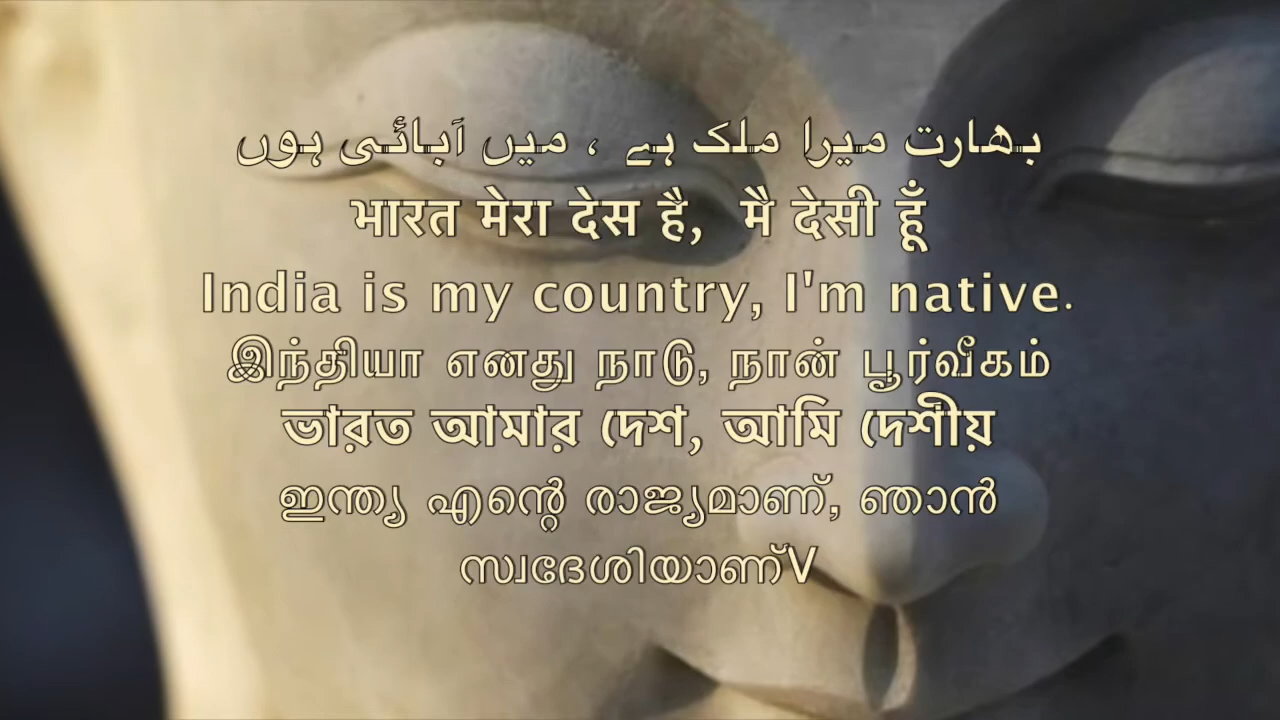 بھارت میرا ملک ہے ، میں آبائی ہوں
भारत मेरा देस है, मै देसी हूँ
India is my country, I'm native.
இந்தியா எனது நாடு, நான் பூர்வீகம்
ভারত আমার দেশ, আমি দেশীয়
ഇന്ത്യ എന്റെ രാജ്യമാണ്, ഞാൻ
സ്വദേശിയാണ്V